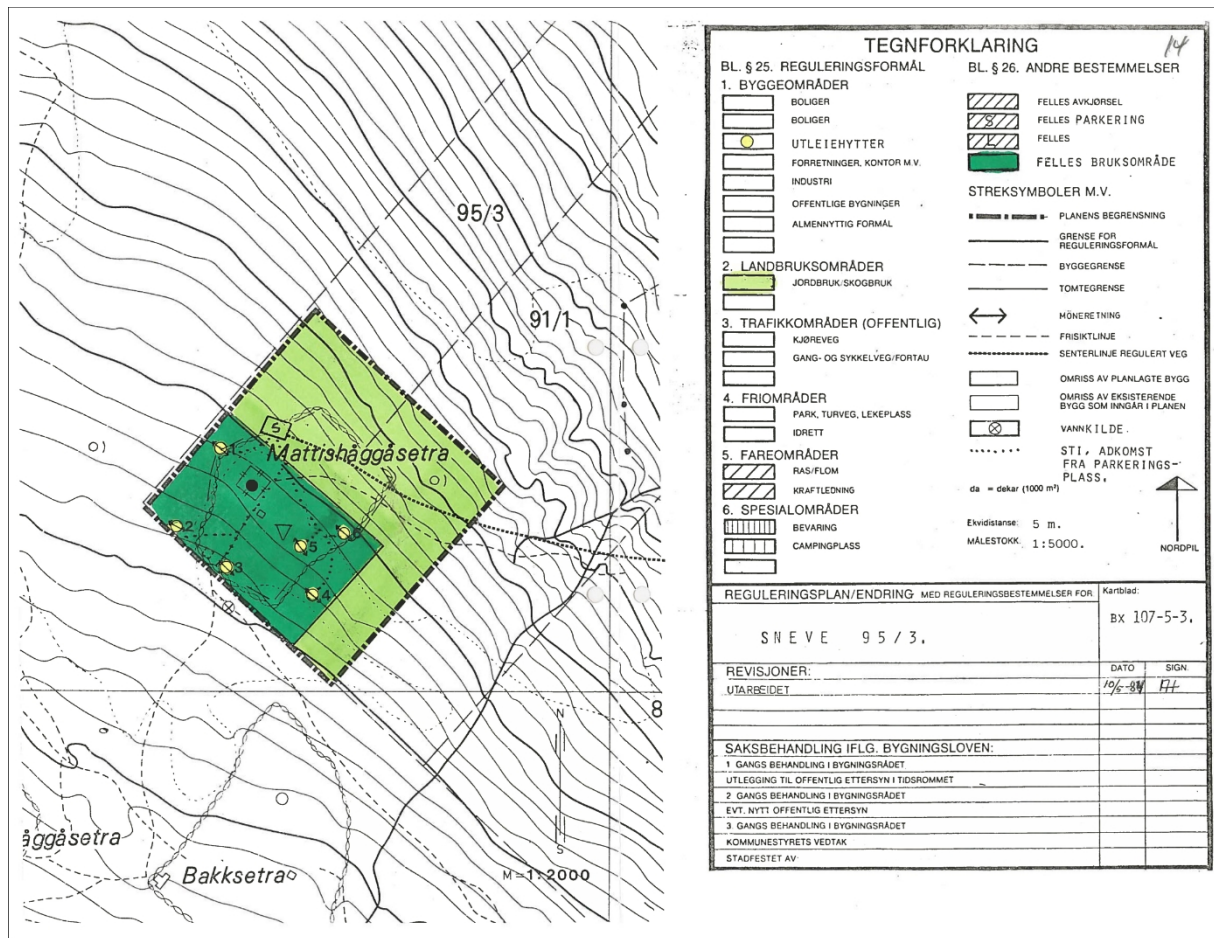 95/3
91/1
S
Mattishåggåsetra
1
2
3
4
5
6
8
N
S
M=1:2000
åggåsetra
Bakksetra
14
TEGNFORKLARING
BL. § 25. REGULERINGSFORMÅL
1. BYGGEOMRÅDER
BOLIGER
BOLIGER
UTLEIEHYTTER
FORRETNINGER, KONTOR M.V.
INDUSTRI
OFFENTLIGE BYGNINGER
ALMENNYTTIG FORMÅL
2. LANDBRUKSOMRÅDER
JORDBRUK/SKOGBRUK
3. TRAFIKKOMRÅDER (OFFENTLIG)
KJØREVEG
GANG- OG SYKKELVEG/FORTAU
4. FRIOMRÅDER
PARK, TURVEG, LEKEPLASS
IDRETT
5. FAREOMRÅDER
RAS/FLOM
KRAFTLEDNING
6. SPESIALOMRÅDER
BEVARING
CAMPINGPLASS
BL. § 26. ANDRE BESTEMMELSER
FELLES AVKJØRSEL
S FELLES PARKERING
L FELLES
FELLES BRUKSOMRÅDE
STREKSYMBOLER M.V.
PLANENS BEGRENSNING
GRENSE FOR
REGULERINGSFORMÅL
BYGGEGRENSE
TOMTEGRENSE
MÖNERETNING
FRISIKTLINJE
SENTERLINJE REGULERT VEG
OMRISS AV PLANLAGTE BYGG
OMRISS AV EKSISTERENDE
BYGG SOM INNGÅR I PLANEN
VANNKILDE.
STI, ADKOMST
FRA PARKERINGS-
PLASS.
da = dekar (1000 m²)
Ekvidistanse: 5 m.
MÅLESTOKK: 1:5000.
NORDPIL
REGULERINGSPLAN/ENDRING MED REGULERINGSBESTEMMELSER FOR
Kartblad:
BX 107-5-3.
SNEVE 95/3.
REVISJONER:
DATO
SIGN.
UTARBEIDET
10/5-84
SAKSBEHANDLING IFLG. BYGNINGSLOVEN:
1 GANGS BEHANDLING I BYGNINGSRÅDET
UTLEGGING TIL OFFENTLIG ETTERSYN I TIDSROMMET
2 GANGS BEHANDLING I BYGNINGSRÅDET
EVT. NYTT OFFENTLIG ETTERSYN
3 GANGS BEHANDLING I BYGNINGSRÅDET
KOMMUNESTYRETS VEDTAK
STADFESTET AV